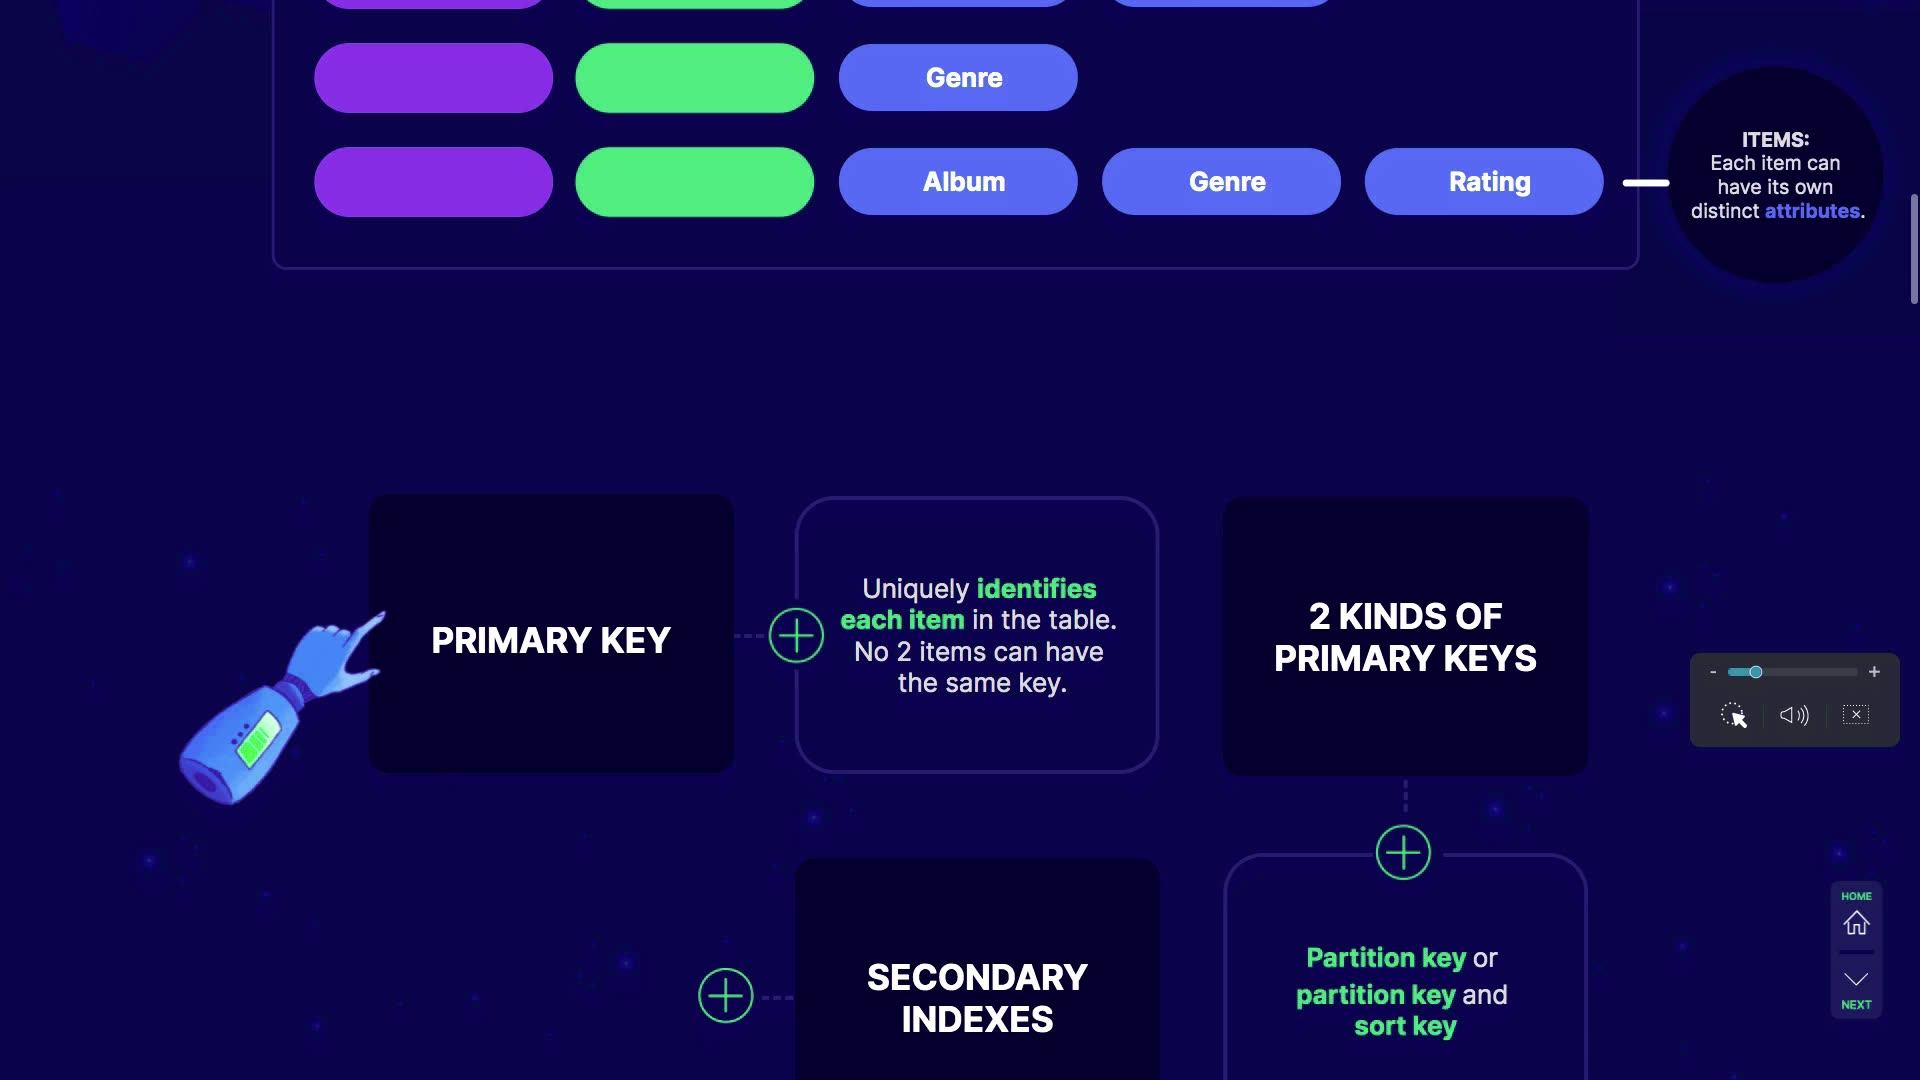 Genre
Album Genre Rating
ITEMS:
Each item can
have its own
distinct attributes.
PRIMARY KEY
Uniquely identifies
each item in the table.
No 2 items can have
the same key.
2 KINDS OF
PRIMARY KEYS
- +
SECONDARY
INDEXES
Partition key or
partition key and
sort key
HOME
NEXT